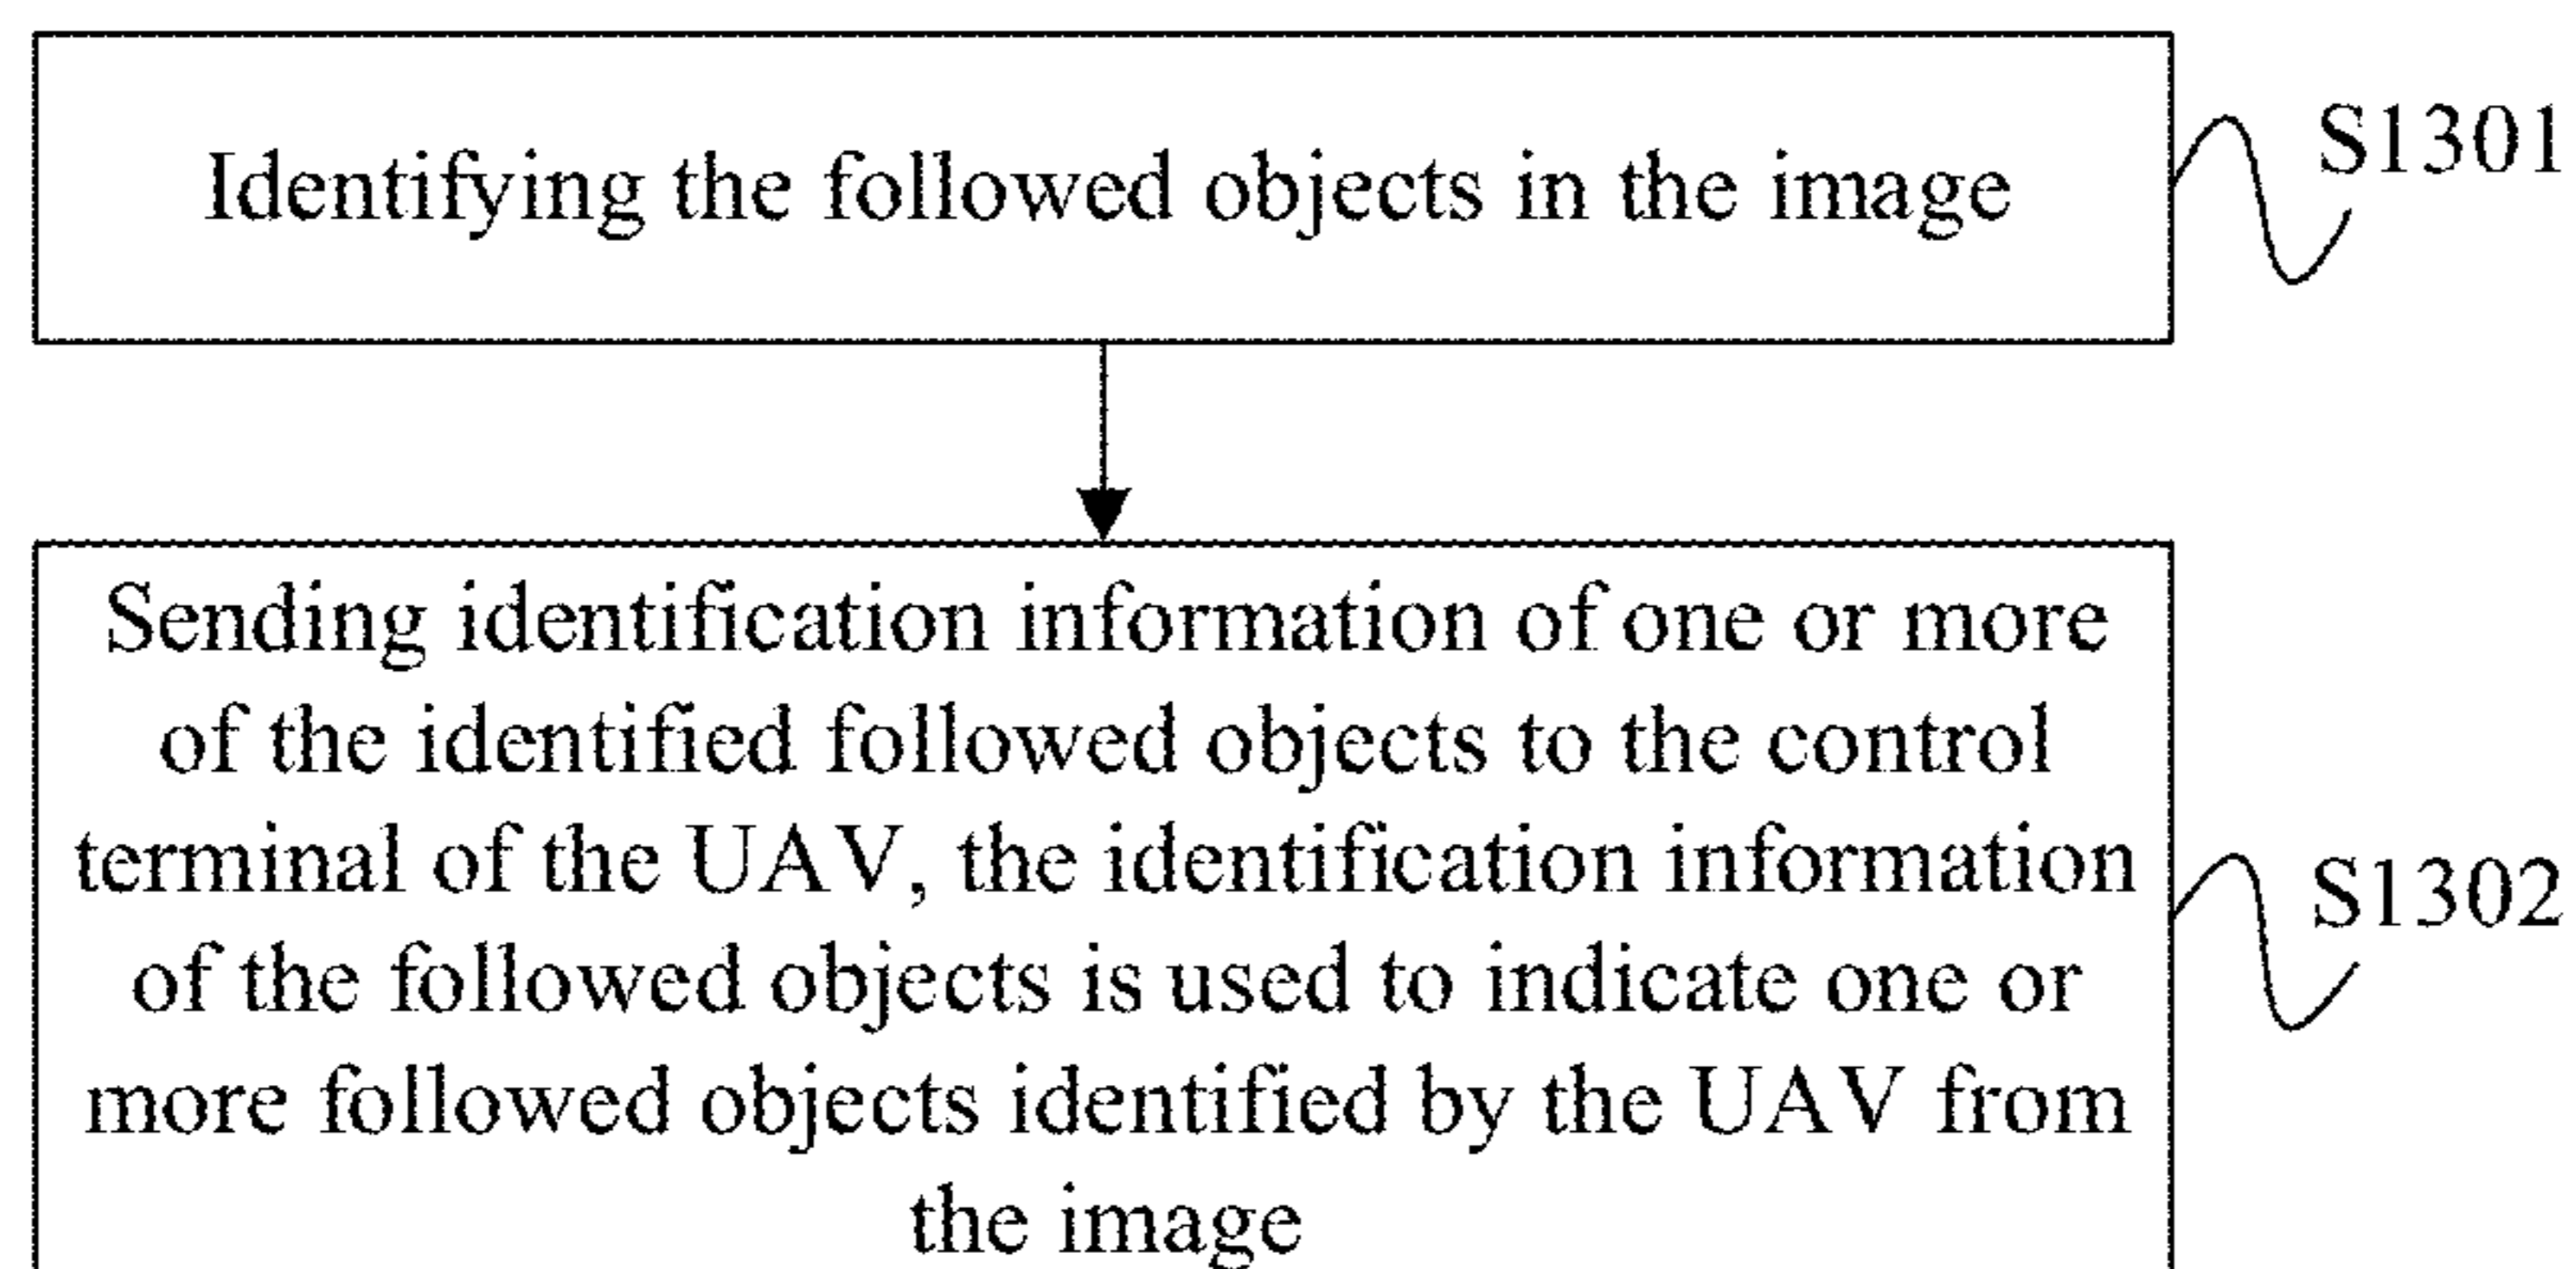 Identifying the followed objects in the image
S1301
Sending identification information of one or more
of the identified followed objects to the control
terminal of the UAV, the identification information
of the followed objects is used to indicate one or
more followed objects identified by the UAV from
the image
S1302